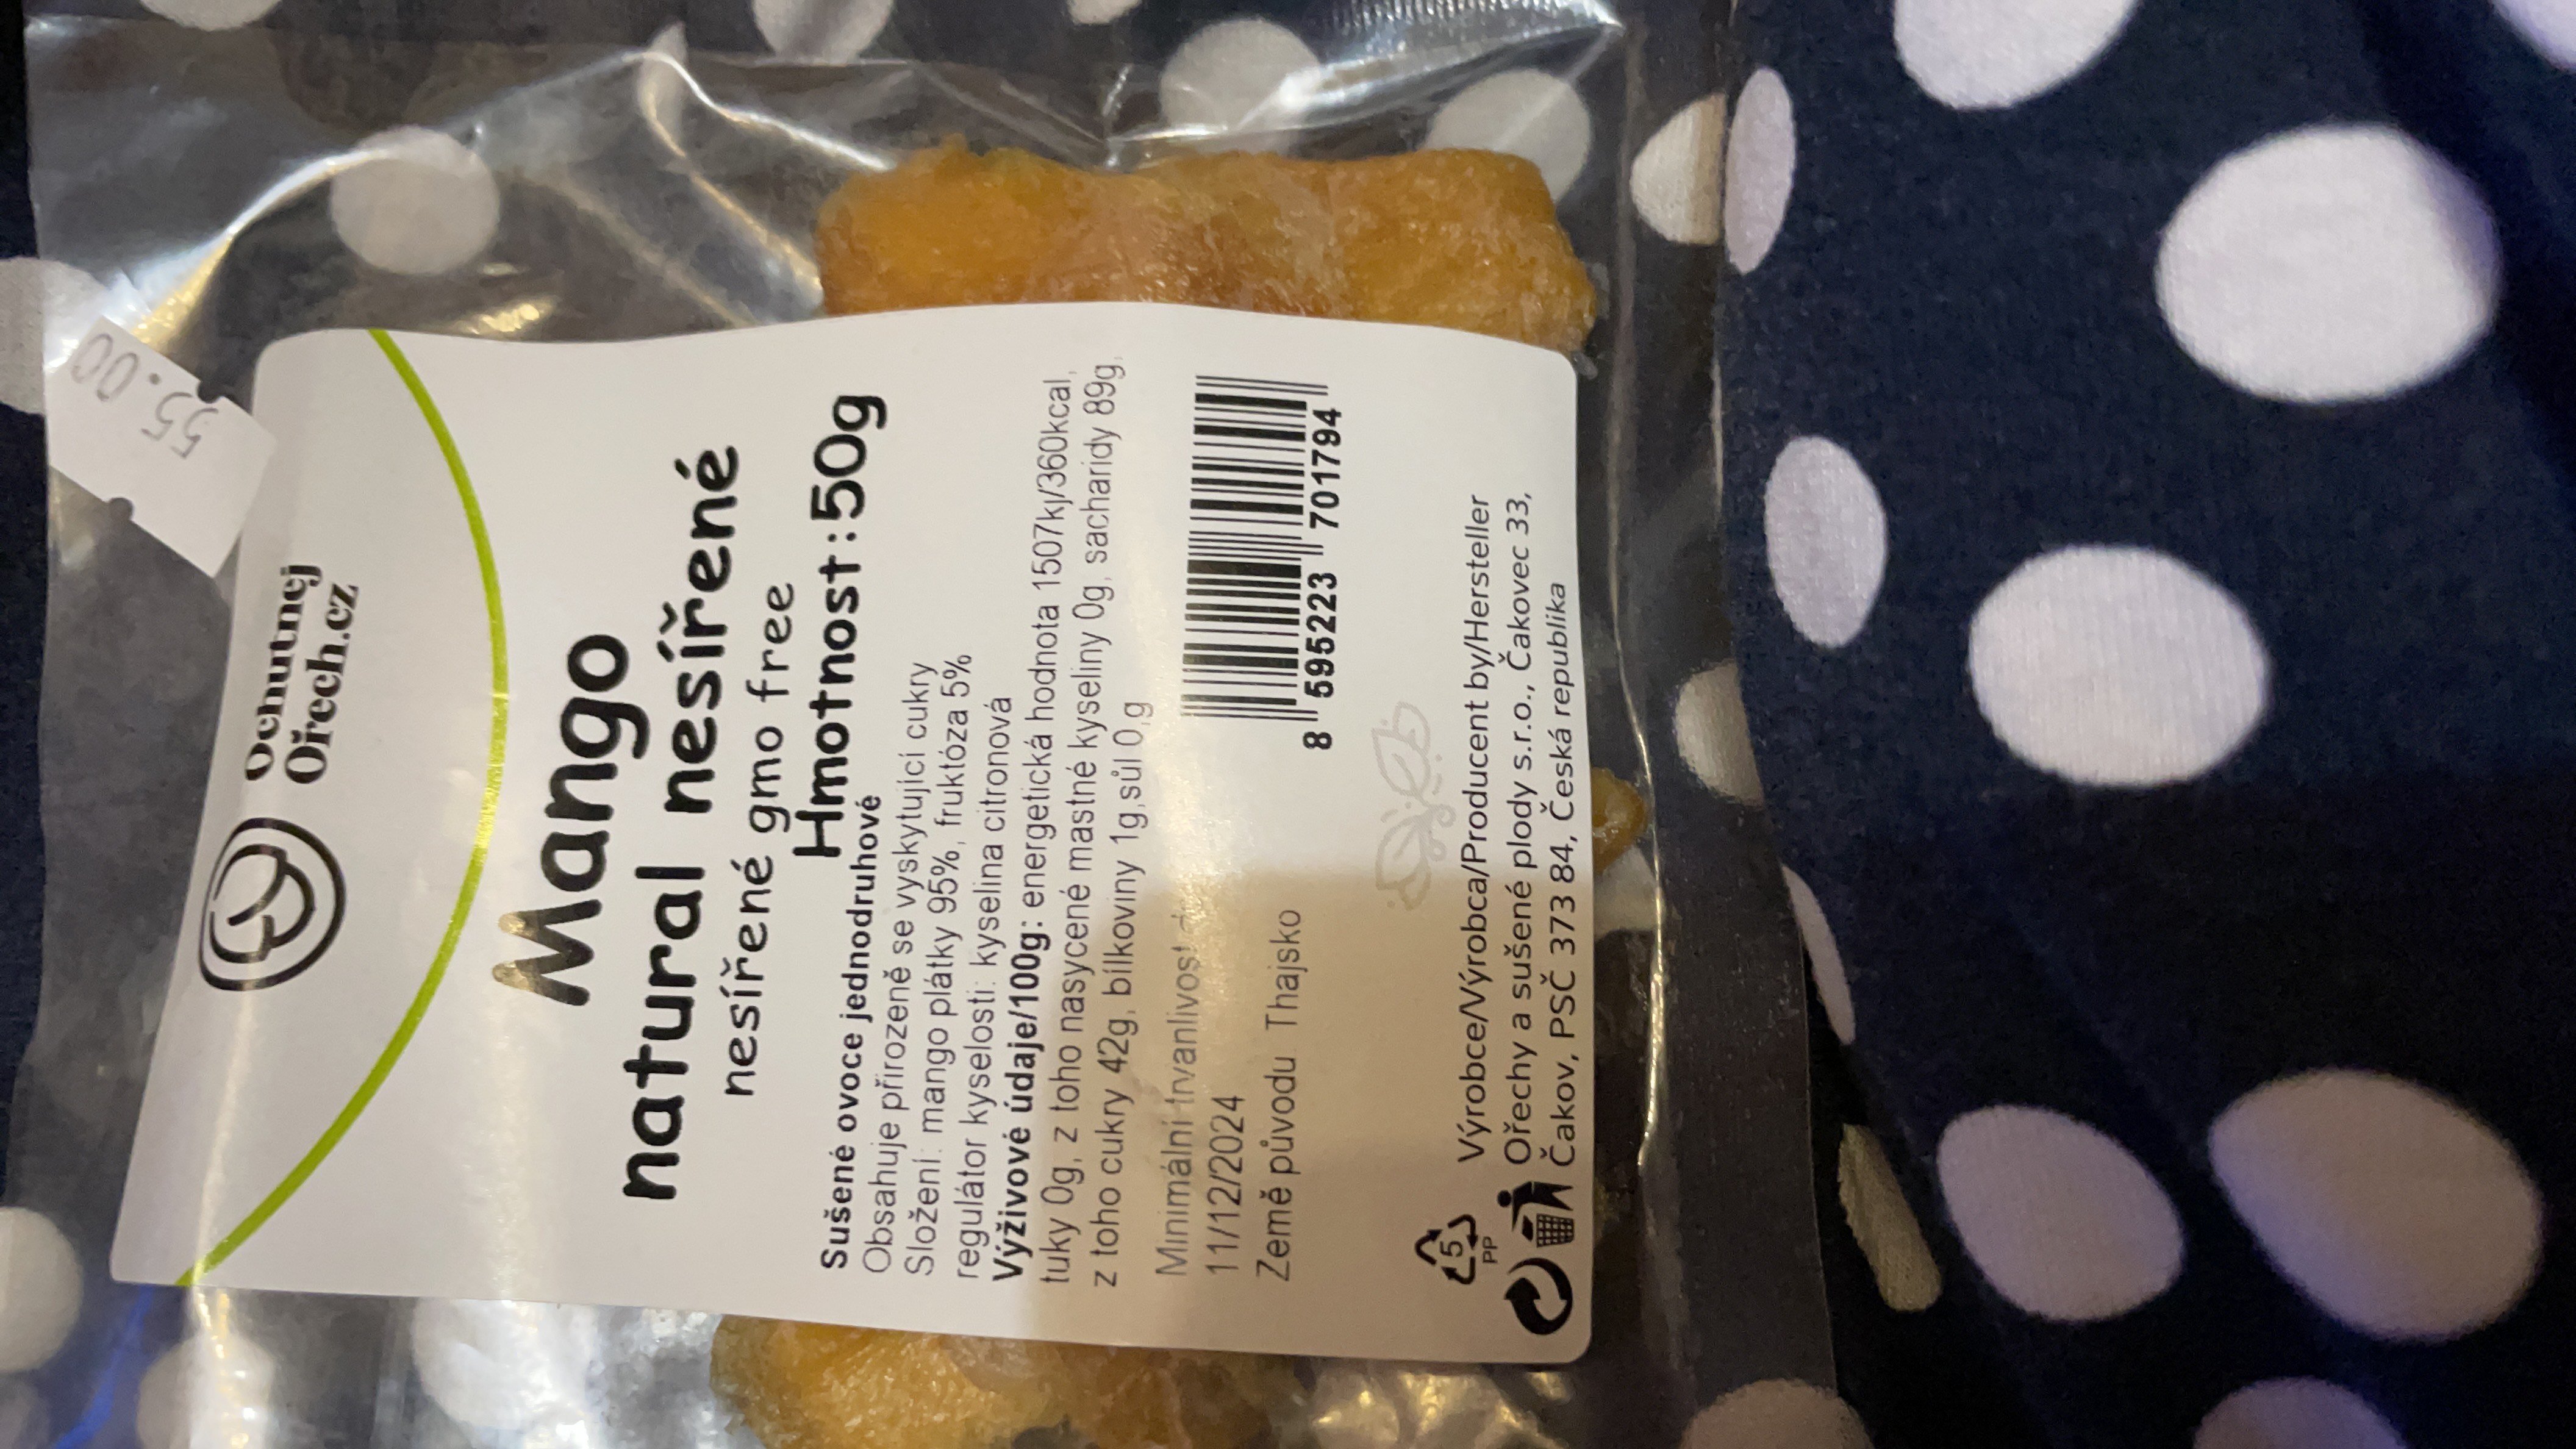 55.00
Ochutnej
Ořech.cz
Mango
natural nesířené
nesířené gmo free
Hmotnost:50g
Sušené ovoce jednodruhové
Obsahuje přirozeně se vyskytující cukry
Složení: mango plátky 95%, fruktóza 5%
regulátor kyselosti: kyselina citronová
Výživové údaje/100g: energetická hodnota 1507kj/360kcal,
tuky 0g, z toho nasycené mastné kyseliny 0g, sacharidy 89g,
z toho cukry 42g, bílkoviny 1g,sůl 0,g
Minimální trvanlivost
11/12/2024
Země původu Thajsko
8 595223 701794
Výrobce/Výrobca/Producent by/Hersteller
Ořechy a sušené plody s.r.o., Čakovec 33,
Čakov, PSČ 373 84, Česká republika
5
PP